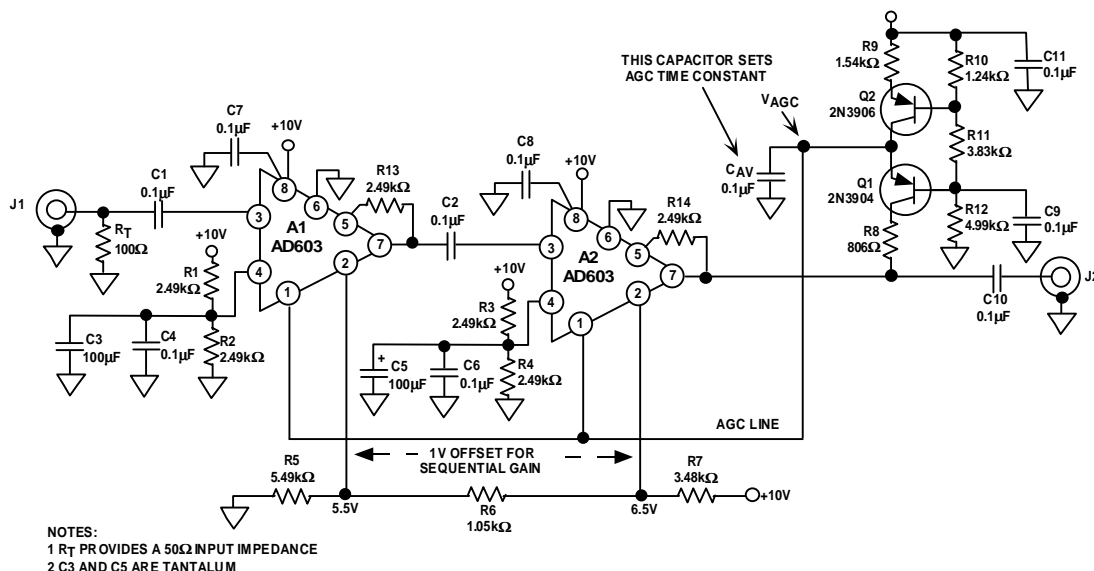 THIS CAPACITOR SETS
AGC TIME CONSTANT
R9
1.54kΩ
R10
1.24kΩ
C11
0.1µF
Q2
2N3906
VAGC
R11
3.83kΩ
CAV
0.1µF
Q1
2N3904
R12
4.99kΩ
C9
0.1µF
R8
806Ω
C10
0.1µF
J2
C7
0.1µF
+10V
R13
2.49kΩ
C1
0.1µF
J1
RT
100Ω
8
6
5
3
A1
AD603
7
4
2
1
+10V
R1
2.49kΩ
C3
100µF
C4
0.1µF
R2
2.49kΩ
C8
0.1µF
+10V
C2
0.1µF
R14
2.49kΩ
8
6
5
3
A2
AD603
7
4
2
1
+10V
R3
2.49kΩ
+
C5
100µF
C6
0.1µF
R4
2.49kΩ
AGC LINE
1V OFFSET FOR
SEQUENTIAL GAIN
R5
5.49kΩ
5.5V
R6
1.05kΩ
6.5V
R7
3.48kΩ
+10V
NOTES:
1 RT PROVIDES A 50Ω INPUT IMPEDANCE
2 C3 AND C5 ARE TANTALUM